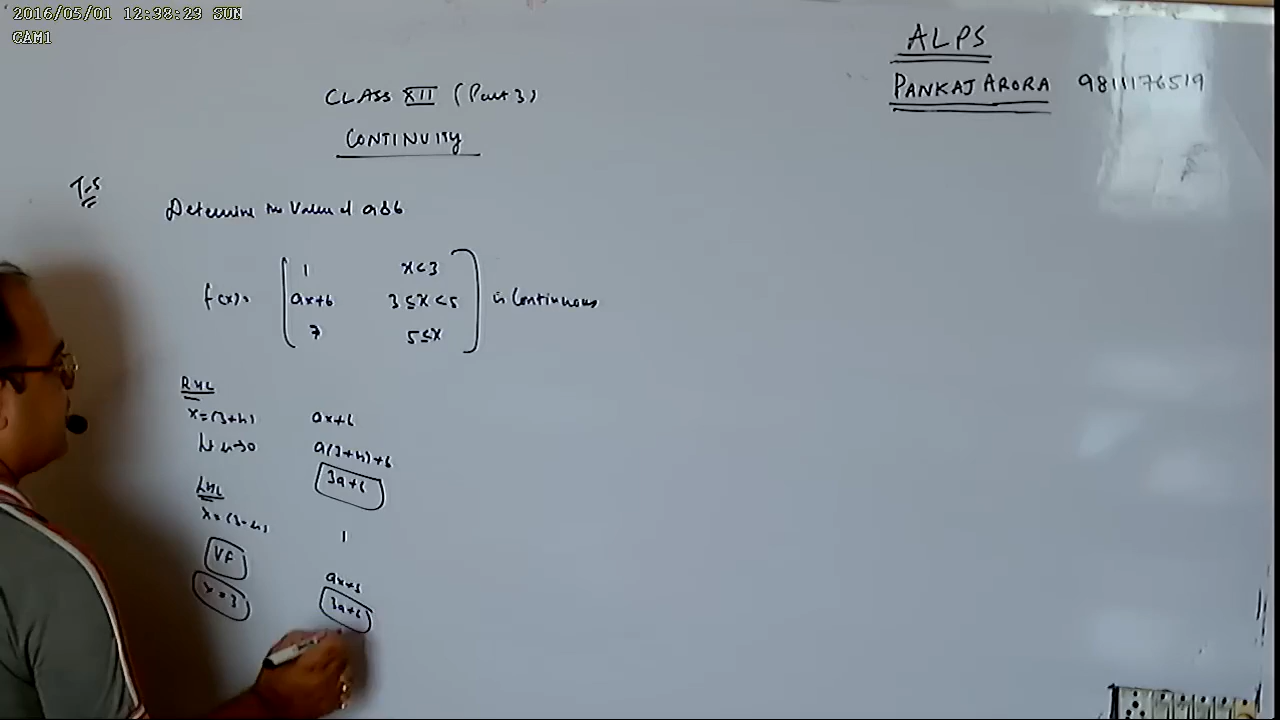 2016/05/01 12:38:23 SUN
CAM1
ALPS
PANKAJ ARORA 9811176519
CLASS XII (Part 3)
CONTINUITY
Determine the Value of a & b
f(x)= 1 x<3
ax+b 3≤x<5 is Continuous
7 5≤x
RHL
x=(3+h) ax+b
Lt h→0 a(3+h)+b
3a+b
LHL
x=(3-h) 1
VF ax+b
x=3 3a+b